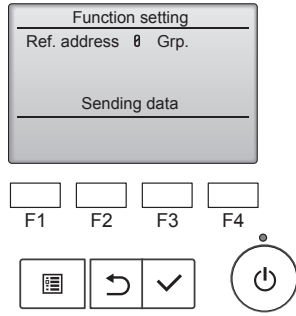 Function setting
Ref. address 0 Grp.
Sending data
F1 F2 F3 F4